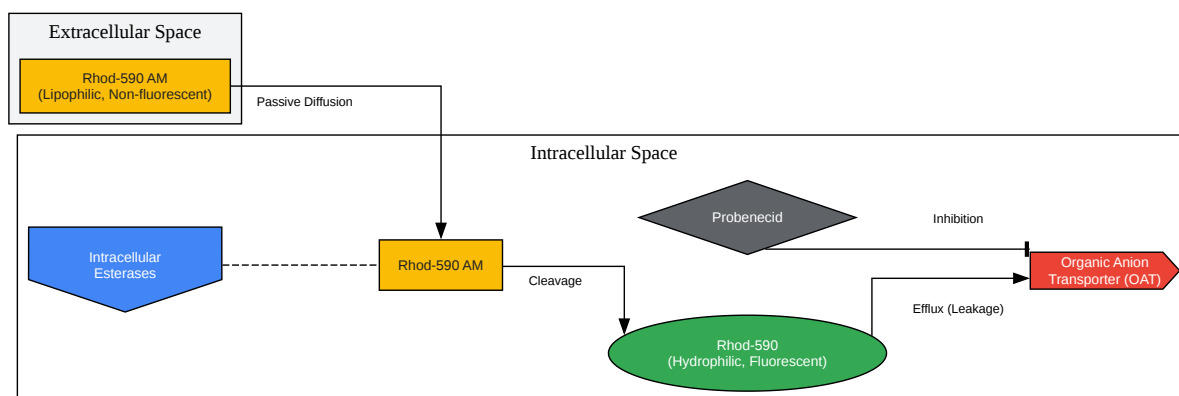 Extracellular Space
Rhod-590 AM
(Lipophilic, Non-fluorescent)
Passive Diffusion
Intracellular Space
Probenecid
Inhibition
Intracellular
Esterases
Rhod-590 AM
Cleavage
Organic Anion
Transporter (OAT)
Efflux (Leakage)
Rhod-590
(Hydrophilic, Fluorescent)